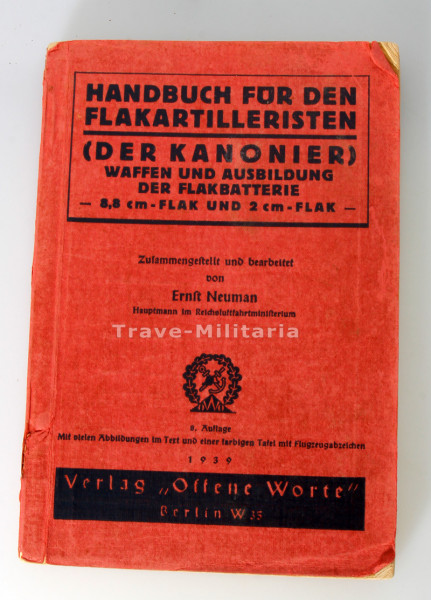 HANDBUCH FÜR DEN
FLAKARTILLERISTEN
(DER KANONIER)
WAFFEN UND AUSBILDUNG
DER FLAKBATTERIE
— 8,8 cm-FLAK UND 2 cm-FLAK —
Zusammengestellt und bearbeitet
von
Ernst Neuman
Hauptmann im Reichsluftfahrtministerium
Trave-Militaria
8. Auflage
Mit vielen Abbildungen im Text und einer farbigen Tafel mit Flugzeugabzeichen
1939
Verlag „Offene Worte“
Berlin W 35